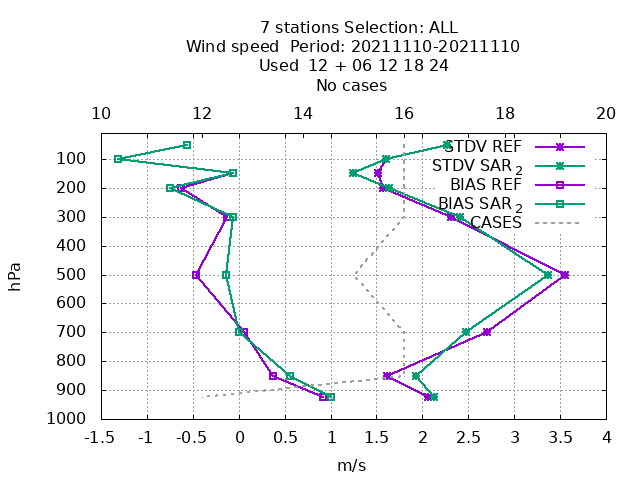 7 stations Selection: ALL
Wind speed  Period: 20211110-20211110
Used  12 + 06 12 18 24
No cases
10 12 14 16 18 20
STDV REF
STDV SAR 2
BIAS REF
BIAS SAR 2
CASES
hPa
100
200
300
400
500
600
700
800
900
1000
-1.5 -1 -0.5 0 0.5 1 1.5 2 2.5 3 3.5 4
m/s